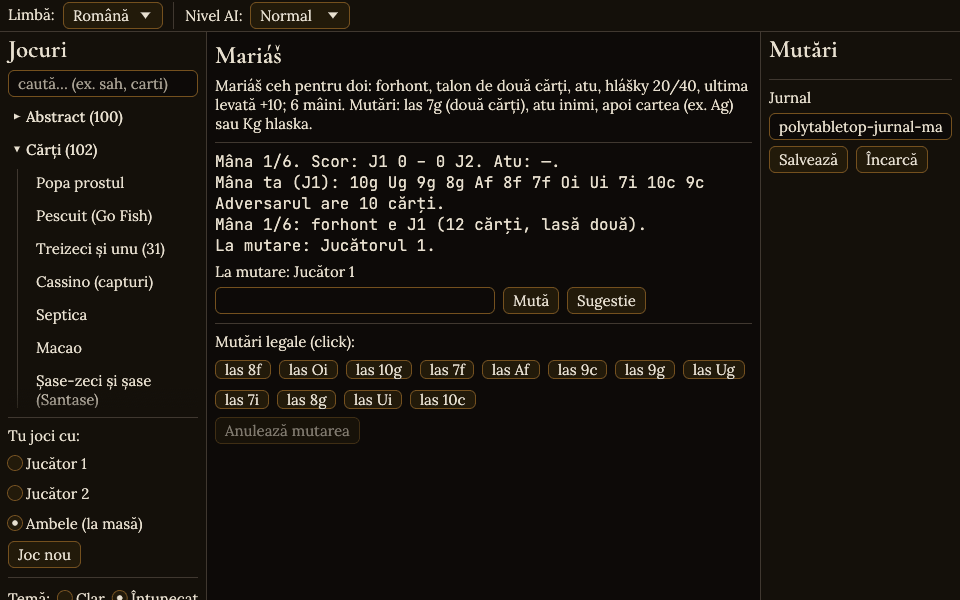 Limbă: Română ▼ Nivel AI: Normal ▼
Jocuri
caută... (ex. sah, carti)
▸ Abstract (100)
▾ Cărți (102)
Popa prostul
Pescuit (Go Fish)
Treizeci și unu (31)
Cassino (capturi)
Septica
Macao
Șase-zeci și șase
(Santase)
Tu joci cu:
Jucător 1
Jucător 2
Ambele (la masă)
Joc nou
Temă: Clar Întunecat
Mariáš
Mariáš ceh pentru doi: forhont, talon de două cărți, atu, hlášky 20/40, ultima
levată +10; 6 mâini. Mutări: las 7g (două cărți), atu inimi, apoi cartea (ex. Ag)
sau Kg hlaska.
Mâna 1/6. Scor: J1 0 – 0 J2. Atu: —.
Mâna ta (J1): 10g Ug 9g 8g Af 8f 7f Oi Ui 7i 10c 9c
Adversarul are 10 cărți.
Mâna 1/6: forhont e J1 (12 cărți, lasă două).
La mutare: Jucătorul 1.
La mutare: Jucător 1
Mută Sugestie
Mutări legale (click):
las 8f las Oi las 10g las 7f las Af las 9c las 9g las Ug
las 7i las 8g las Ui las 10c
Anulează mutarea
Mutări
Jurnal
polytabletop-jurnal-ma
Salvează Încarcă